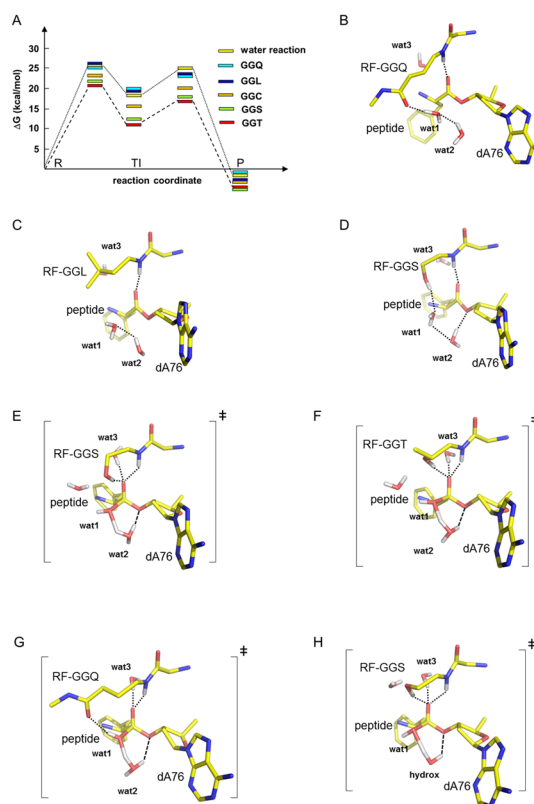 A
ΔG (kcal/mol)
30
25
20
15
10
5
0
R
TI
P
reaction coordinate
water reaction
GGQ
GGL
GGC
GGS
GGT
B
wat3
RF-GGQ
peptide
wat1
wat2
dA76
C
wat3
RF-GGL
peptide
wat1
wat2
dA76
D
wat3
RF-GGS
peptide
wat1
wat2
dA76
E
‡
wat3
RF-GGS
peptide
wat1
wat2
dA76
F
‡
wat3
RF-GGT
peptide
wat1
wat2
dA76
G
‡
wat3
RF-GGQ
peptide
wat1
wat2
dA76
H
‡
wat3
RF-GGS
peptide
wat1
hydrox
dA76